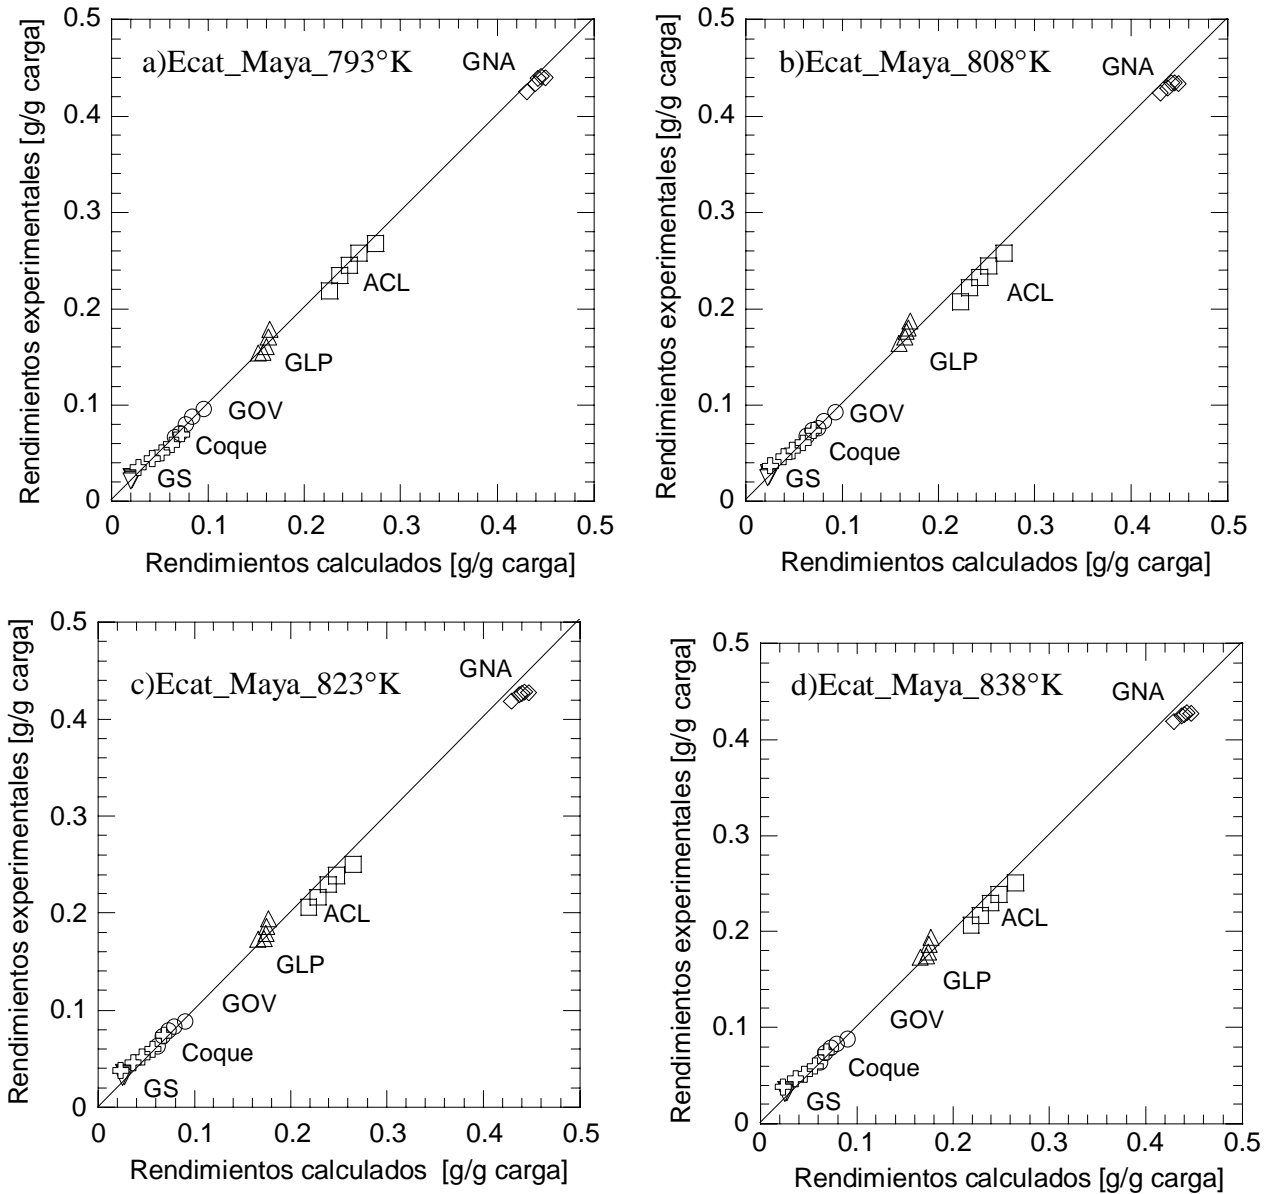 a)Ecat_Maya_793°K
GNA
ACL
GLP
GOV
Coque
GS
Rendimientos experimentales [g/g carga]
0.5
0.4
0.3
0.2
0.1
0
0 0.1 0.2 0.3 0.4 0.5
Rendimientos calculados [g/g carga]
b)Ecat_Maya_808°K
GNA
ACL
GLP
GOV
Coque
GS
Rendimientos experimentales [g/g carga]
0.5
0.4
0.3
0.2
0.1
0
0 0.1 0.2 0.3 0.4 0.5
Rendimientos calculados [g/g carga]
c)Ecat_Maya_823°K
GNA
ACL
GLP
GOV
Coque
GS
Rendimientos experimentales [g/g carga]
0.5
0.4
0.3
0.2
0.1
0
0 0.1 0.2 0.3 0.4 0.5
Rendimientos calculados [g/g carga]
d)Ecat_Maya_838°K
GNA
ACL
GLP
GOV
Coque
GS
Rendimientos experimentales [g/g carga]
0.5
0.4
0.3
0.2
0.1
0
0 0.1 0.2 0.3 0.4 0.5
Rendimientos calculados [g/g carga]